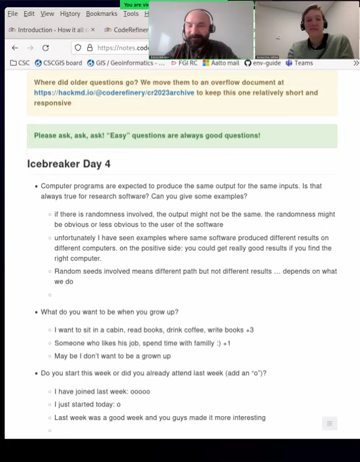 You are vi
File Edit View History Bookmarks Tools H
Introduction - How it all
CodeRefiner
https://notes.code
CSC
CSCGIS board
GIS / Geoinformatics - ...
FGI RC
Aalto mail
env-guide
Teams
Where did older questions go? We move them to an overflow document at
https://hackmd.io/@coderefinery/cr2023archive to keep this one relatively short and
responsive
Please ask, ask, ask! “Easy” questions are always good questions!
Icebreaker Day 4
Computer programs are expected to produce the same output for the same inputs. Is that
always true for research software? Can you give some examples?
if there is randomness involved, the output might not be the same. the randomness might
be obvious or less obvious to the user of the software
unfortunately I have seen examples where same software produced different results on
different computers. on the positive side: you could get really good results if you find the
right computer.
Random seeds involved means different path but not different results ... depends on what
we do
What do you want to be when you grow up?
I want to sit in a cabin, read books, drink coffee, write books +3
Someone who likes his job, spend time with familly :) +1
May be I don't want to be a grown up
Do you start this week or did you already attend last week (add an “o”)?
I have joined last week: ooooo
I just started today: o
Last week was a good week and you guys made it more interesting